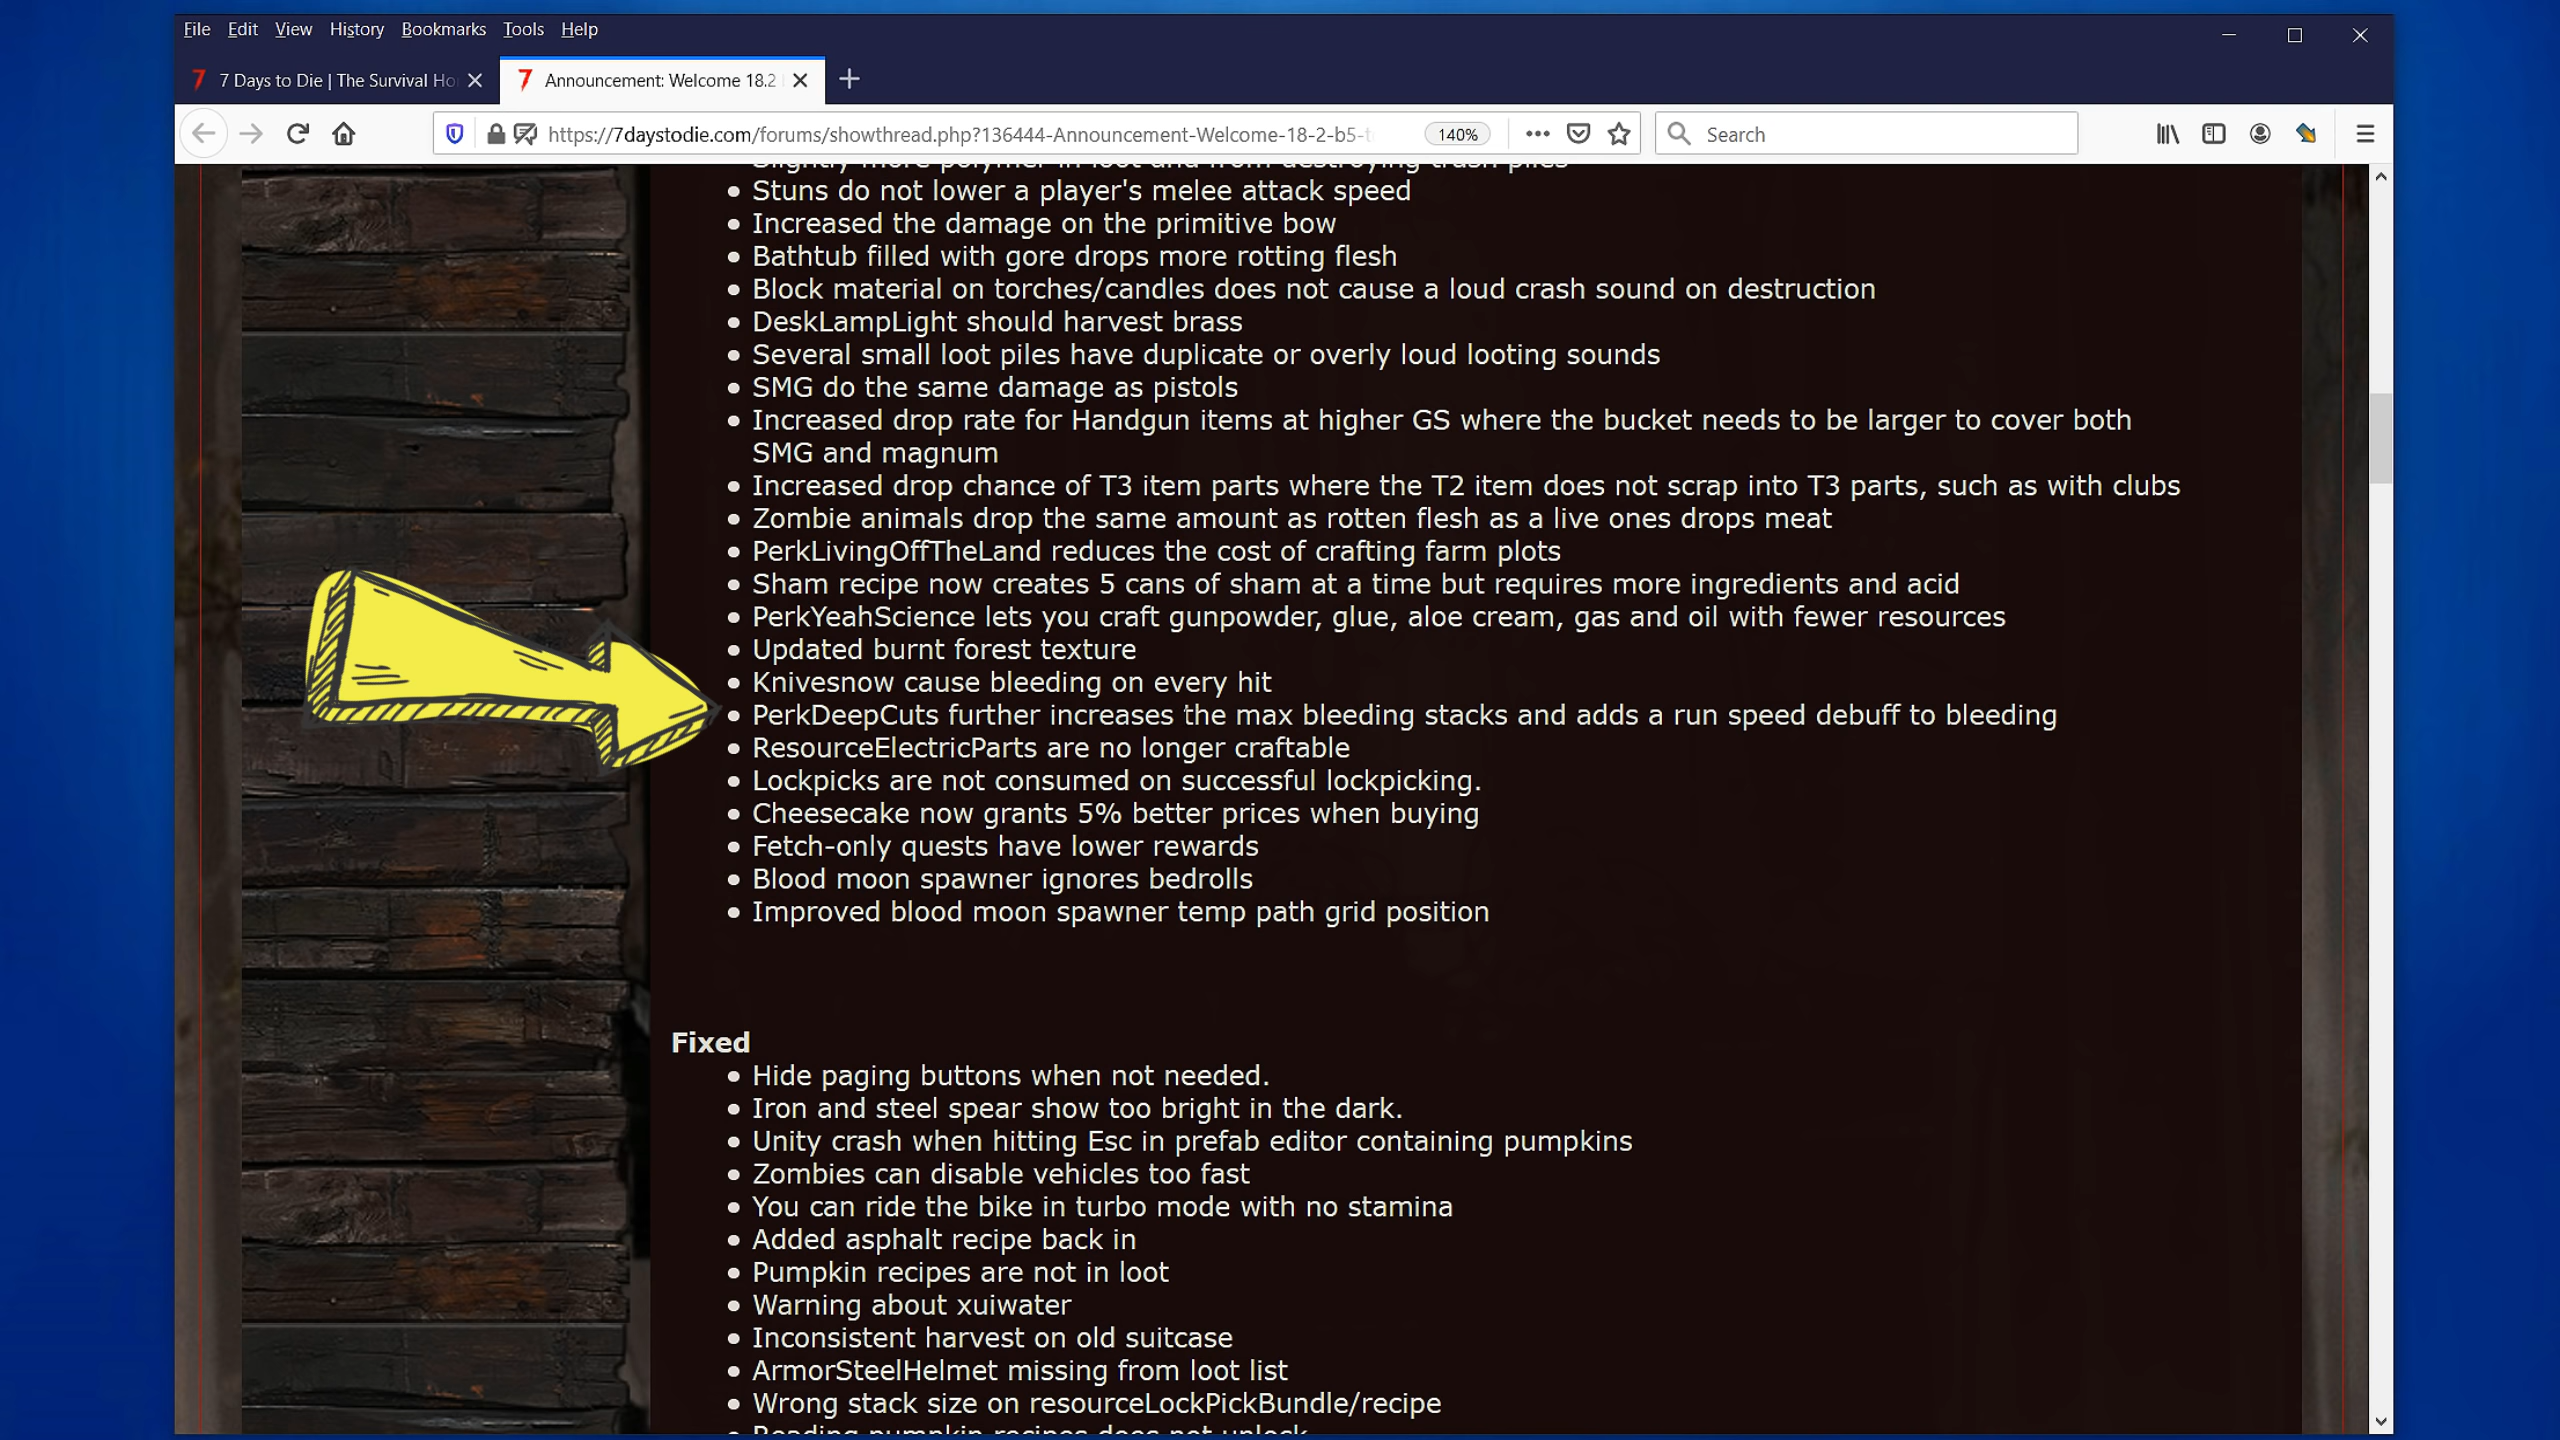 File Edit View History Bookmarks Tools Help
7 Days to Die | The Survival Ho
Announcement: Welcome 18.2
https://7daystodie.com/forums/showthread.php?136444-Announcement-Welcome-18-2-b5-t
140%
Search
Slightly more polymer in loot and from destroying trash piles
• Stuns do not lower a player's melee attack speed
• Increased the damage on the primitive bow
• Bathtub filled with gore drops more rotting flesh
• Block material on torches/candles does not cause a loud crash sound on destruction
• DeskLampLight should harvest brass
• Several small loot piles have duplicate or overly loud looting sounds
• SMG do the same damage as pistols
• Increased drop rate for Handgun items at higher GS where the bucket needs to be larger to cover both
SMG and magnum
• Increased drop chance of T3 item parts where the T2 item does not scrap into T3 parts, such as with clubs
• Zombie animals drop the same amount as rotten flesh as a live ones drops meat
• PerkLivingOffTheLand reduces the cost of crafting farm plots
• Sham recipe now creates 5 cans of sham at a time but requires more ingredients and acid
• PerkYeahScience lets you craft gunpowder, glue, aloe cream, gas and oil with fewer resources
• Updated burnt forest texture
• Knivesnow cause bleeding on every hit
• PerkDeepCuts further increases the max bleeding stacks and adds a run speed debuff to bleeding
• ResourceElectricParts are no longer craftable
• Lockpicks are not consumed on successful lockpicking.
• Cheesecake now grants 5% better prices when buying
• Fetch-only quests have lower rewards
• Blood moon spawner ignores bedrolls
• Improved blood moon spawner temp path grid position
Fixed
• Hide paging buttons when not needed.
• Iron and steel spear show too bright in the dark.
• Unity crash when hitting Esc in prefab editor containing pumpkins
• Zombies can disable vehicles too fast
• You can ride the bike in turbo mode with no stamina
• Added asphalt recipe back in
• Pumpkin recipes are not in loot
• Warning about xuiwater
• Inconsistent harvest on old suitcase
• ArmorSteelHelmet missing from loot list
• Wrong stack size on resourceLockPickBundle/recipe
• Reading pumpkin recipes does not unlock